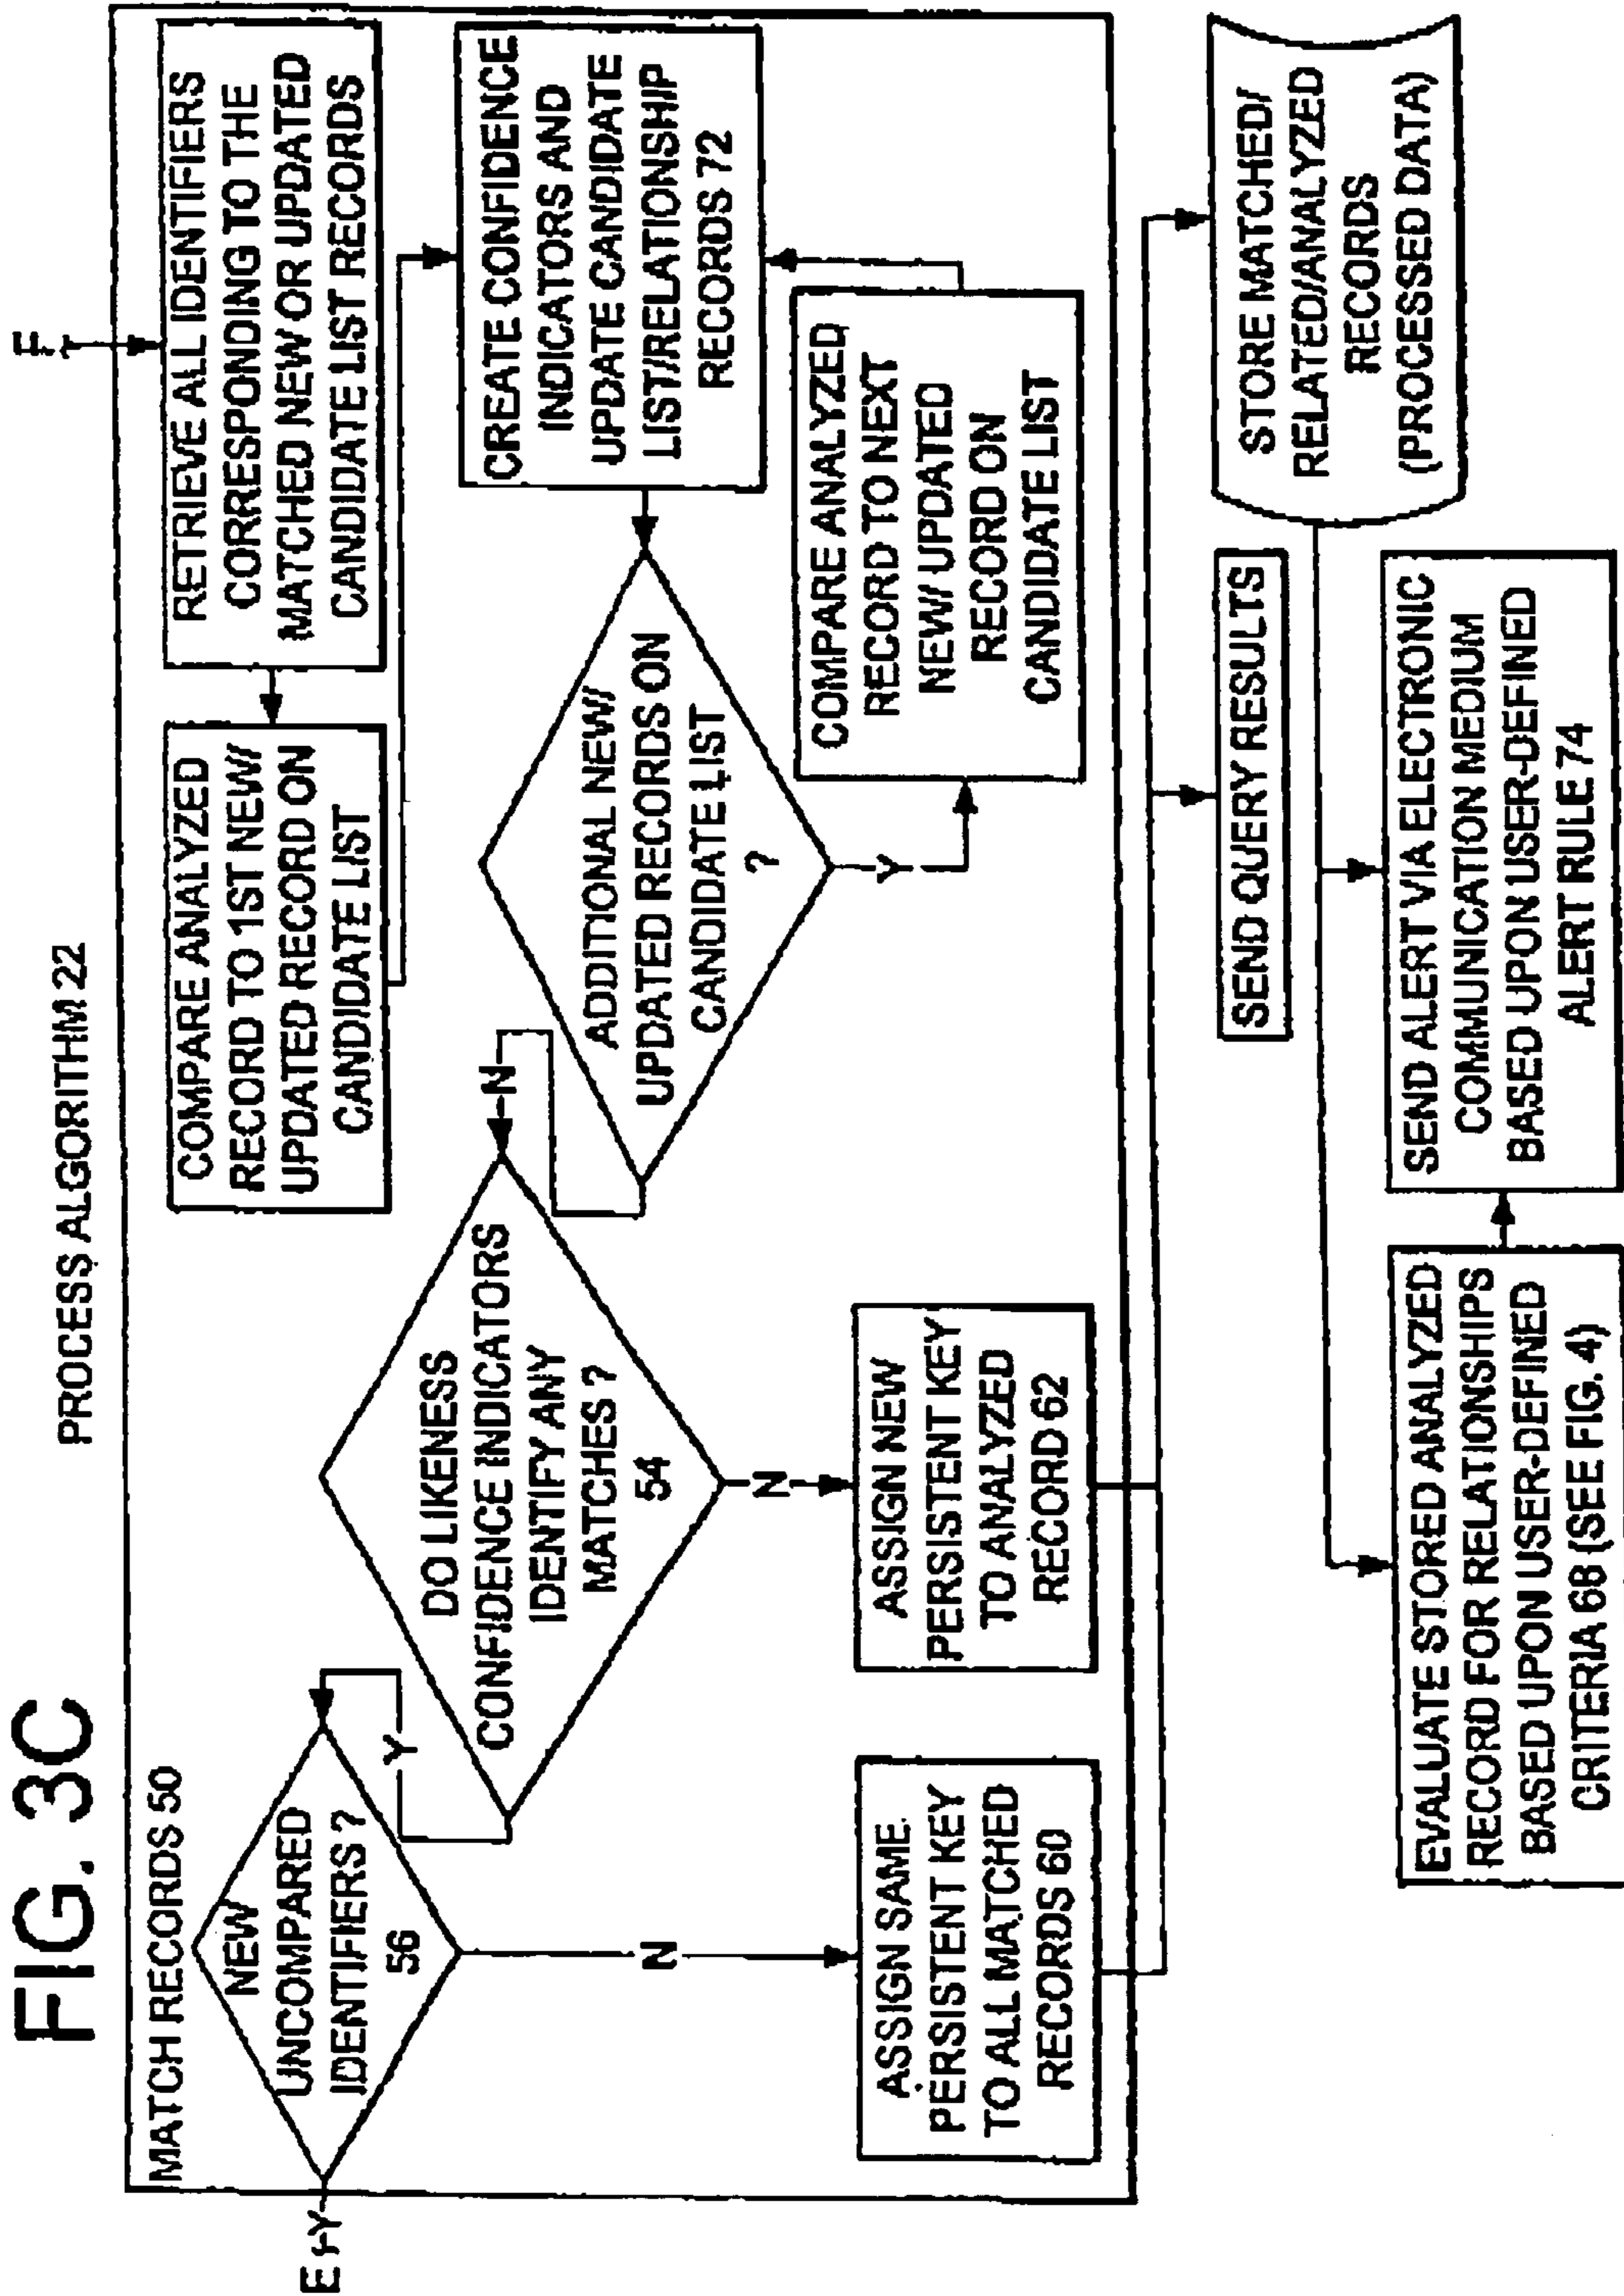 FIG. 3C
PROCESS ALGORITHM 22
MATCH RECORDS 50
F
RETRIEVE ALL IDENTIFIERS
CORRESPONDING TO THE
MATCHED NEW OR UPDATED
CANDIDATE LIST RECORDS
COMPARE ANALYZED
RECORD TO 1ST NEW/
UPDATED RECORD ON
CANDIDATE LIST
CREATE CONFIDENCE
INDICATORS AND
UPDATE CANDIDATE
LIST/RELATIONSHIP
RECORDS 72
ADDITIONAL NEW/
UPDATED RECORDS ON
CANDIDATE LIST
?
Y
COMPARE ANALYZED
RECORD TO NEXT
NEW/ UPDATED
RECORD ON
CANDIDATE LIST
N
DO LIKENESS
CONFIDENCE INDICATORS
IDENTIFY ANY
MATCHES ?
54
N
ASSIGN NEW
PERSISTENT KEY
TO ANALYZED
RECORD 62
Y
NEW
UNCOMPARED
IDENTIFIERS ?
56
E
Y
N
ASSIGN SAME
PERSISTENT KEY
TO ALL MATCHED
RECORDS 60
SEND QUERY RESULTS
STORE MATCHED/
RELATED/ANALYZED
RECORDS
(PROCESSED DATA)
EVALUATE STORED ANALYZED
RECORD FOR RELATIONSHIPS
BASED UPON USER-DEFINED
CRITERIA 68 (SEE FIG. 4)
SEND ALERT VIA ELECTRONIC
COMMUNICATION MEDIUM
BASED UPON USER-DEFINED
ALERT RULE 74